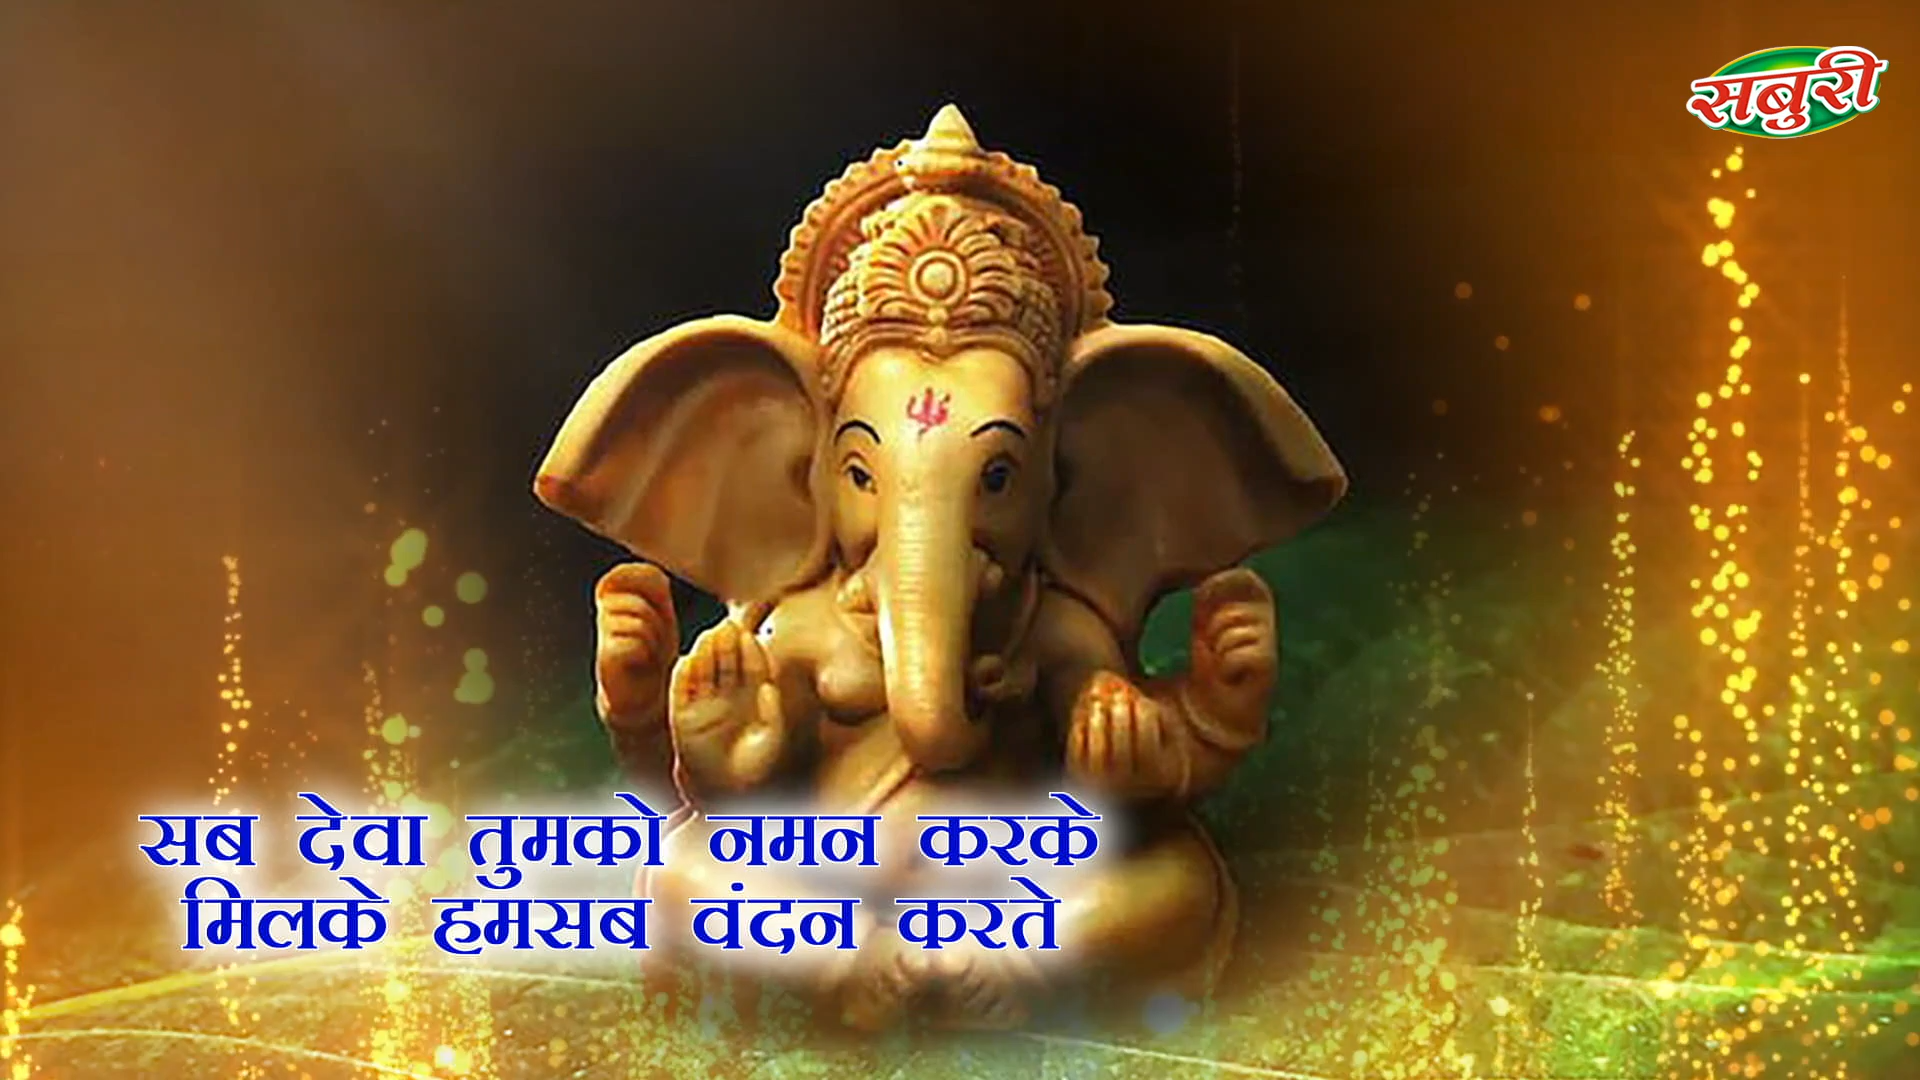 सबुरी
सब देवा तुमको नमन करके
मिलके हमसब वंदन करते